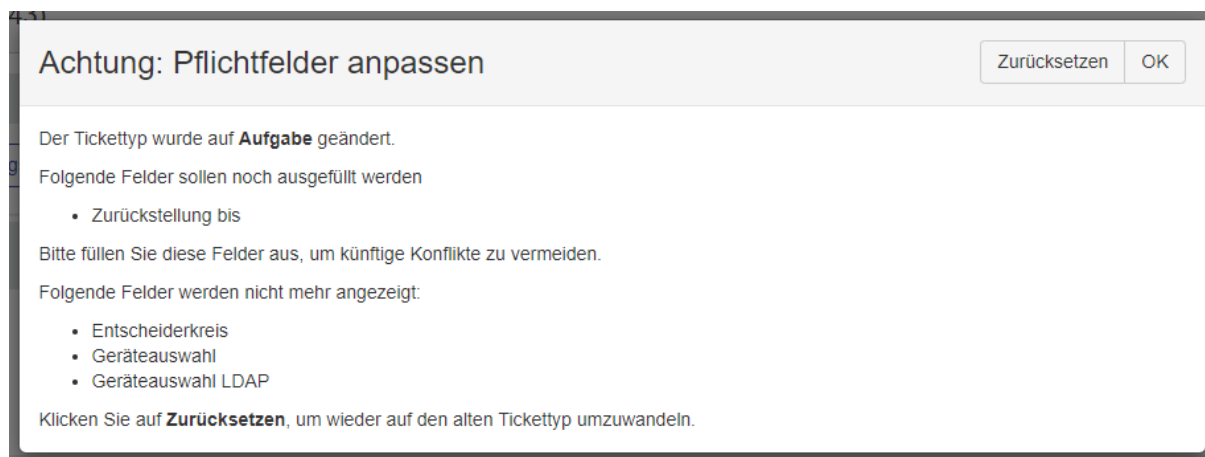 43)
Achtung: Pflichtfelder anpassen
Zurücksetzen OK
Der Tickettyp wurde auf Aufgabe geändert.
Folgende Felder sollen noch ausgefüllt werden
• Zurückstellung bis
Bitte füllen Sie diese Felder aus, um künftige Konflikte zu vermeiden.
Folgende Felder werden nicht mehr angezeigt:
• Entscheiderkreis
• Geräteauswahl
• Geräteauswahl LDAP
Klicken Sie auf Zurücksetzen, um wieder auf den alten Tickettyp umzuwandeln.